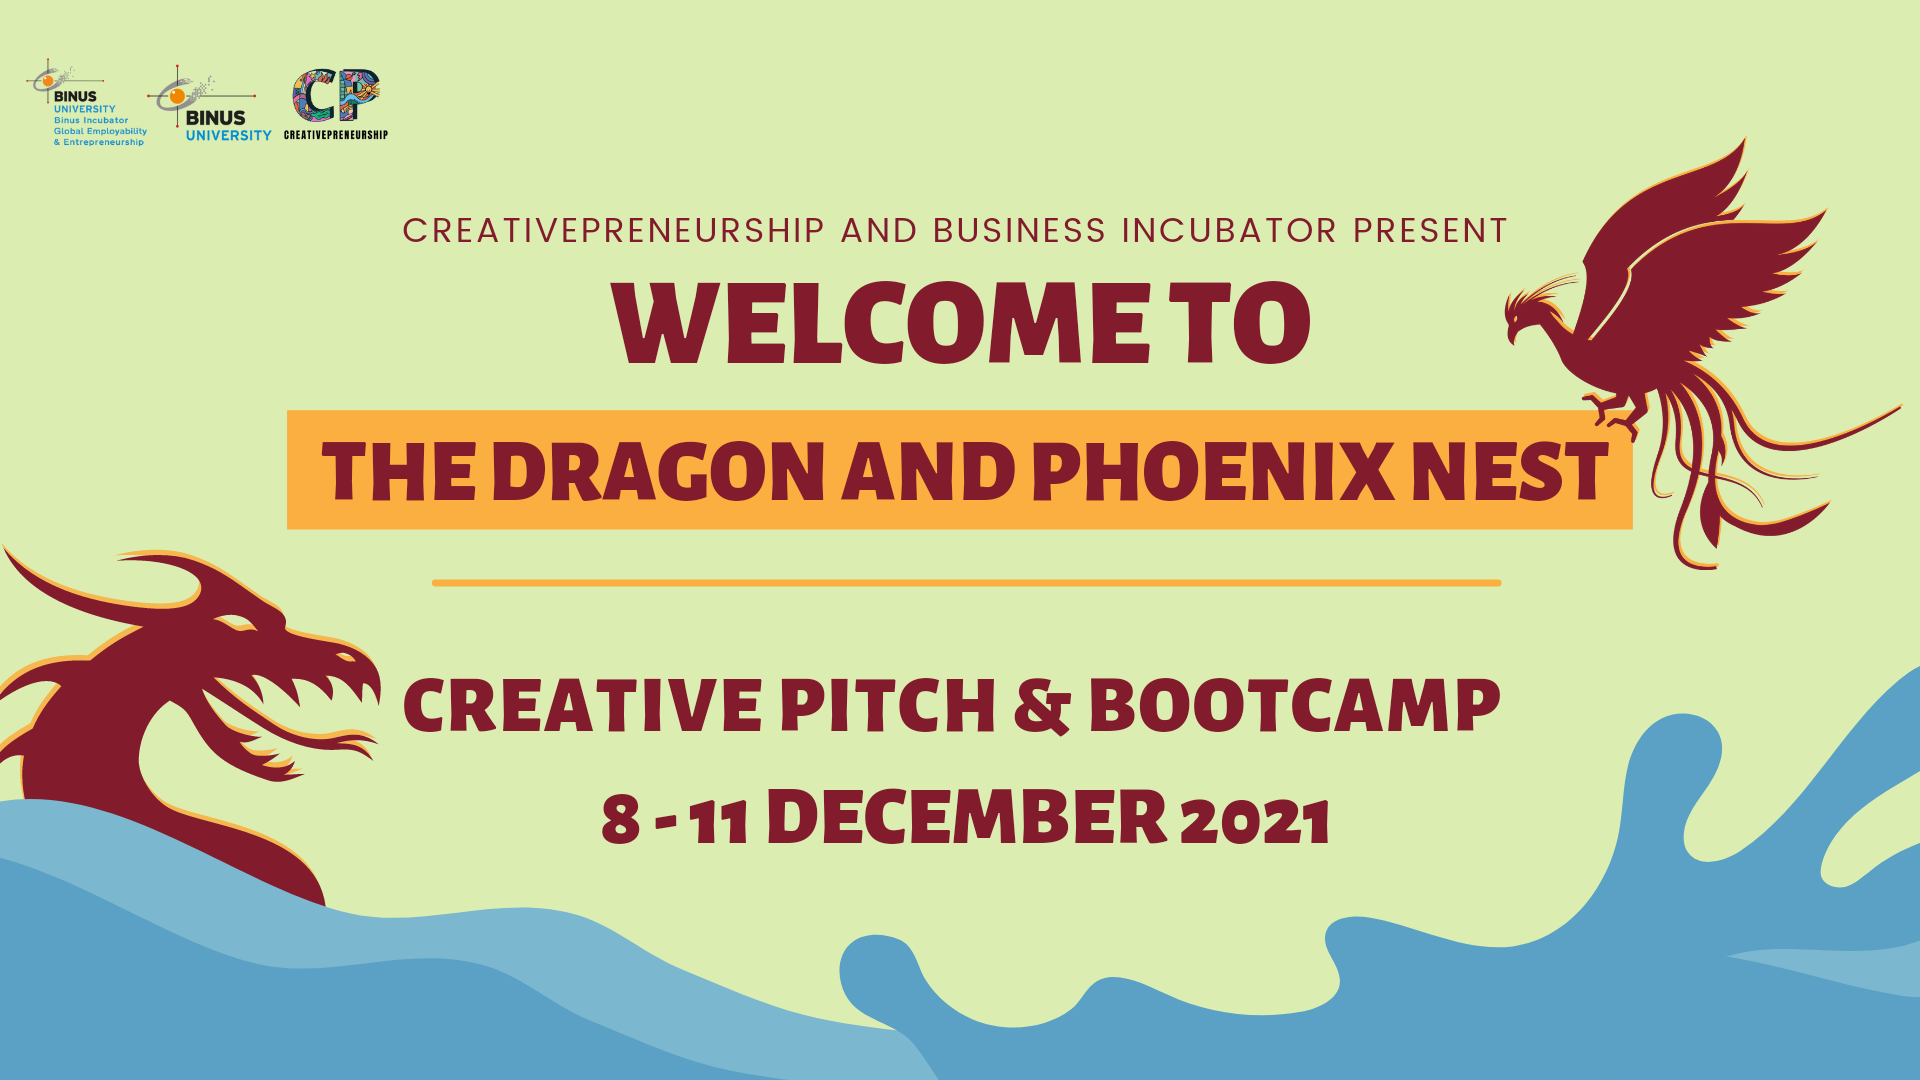 BINUS
UNIVERSITY
Binus Incubator
Global Employability
& Entrepreneurship
BINUS
UNIVERSITY
CP
CREATIVEPRENEURSHIP
CREATIVEPRENEURSHIP AND BUSINESS INCUBATOR PRESENT
WELCOME TO
THE DRAGON AND PHOENIX NEST
CREATIVE PITCH & BOOTCAMP
8 - 11 DECEMBER 2021